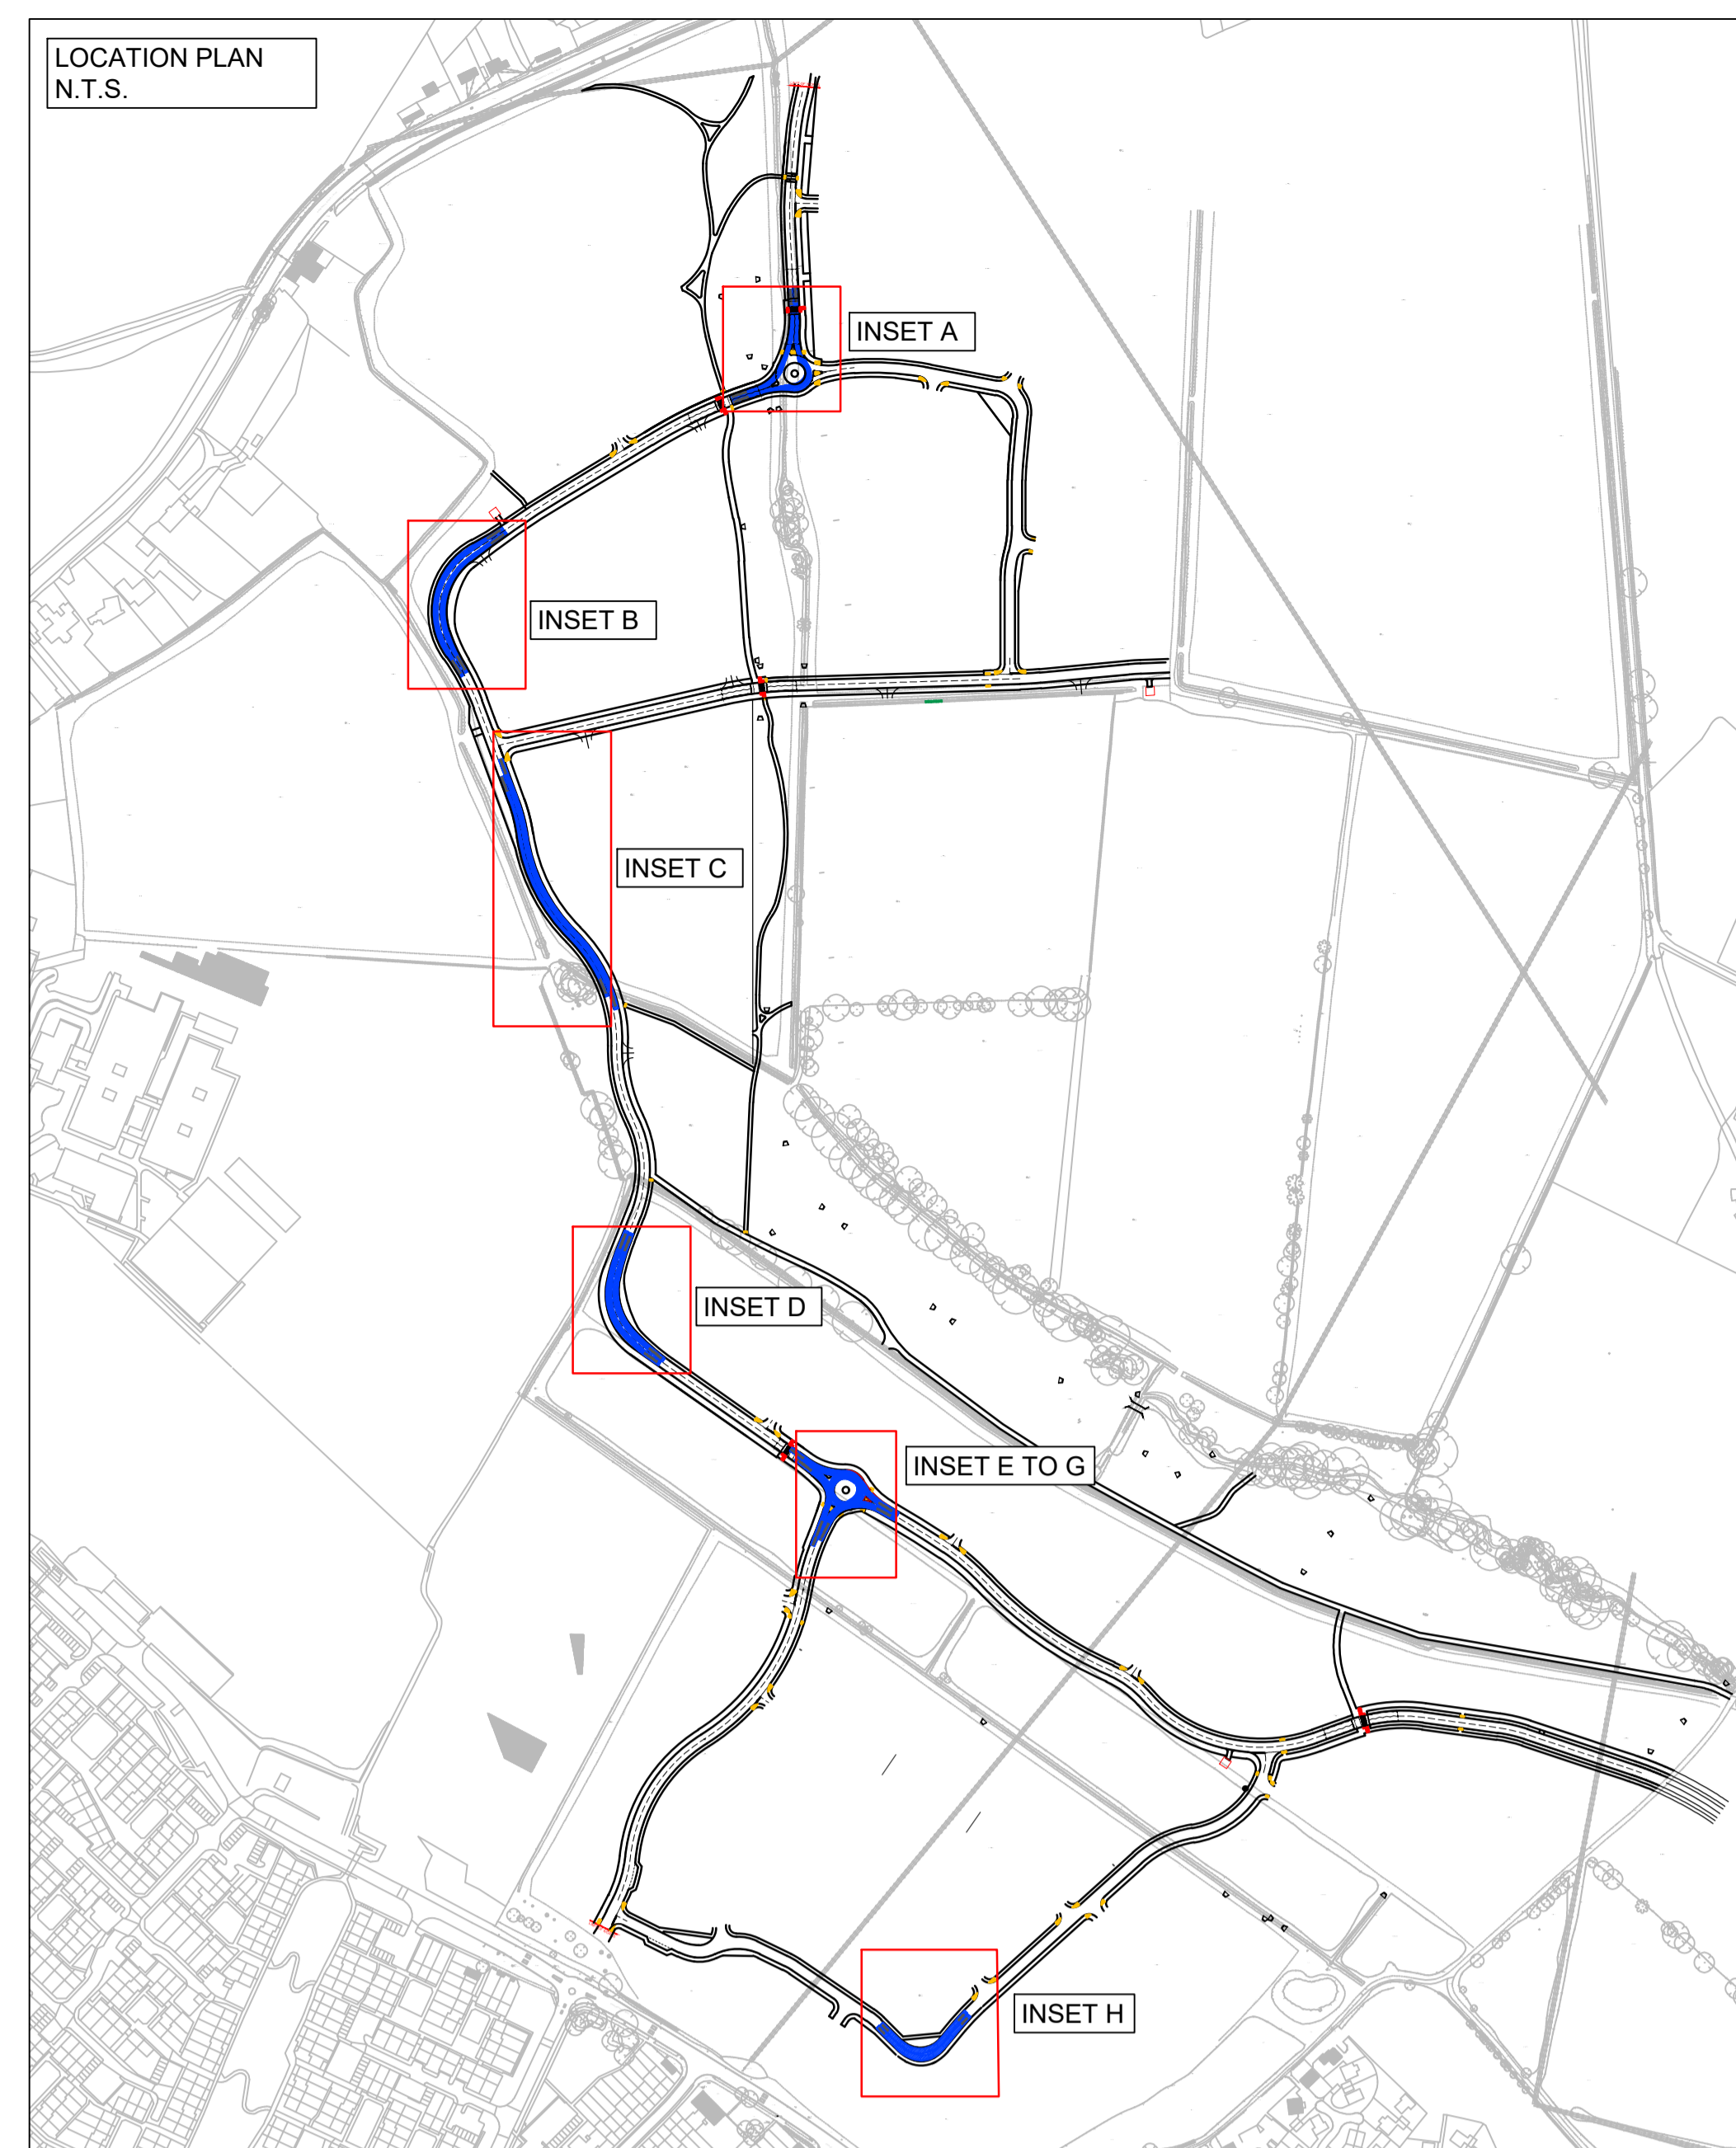 LOCATION PLAN
N.T.S.
INSET A
INSET B
INSET C
INSET D
INSET E TO G
INSET H